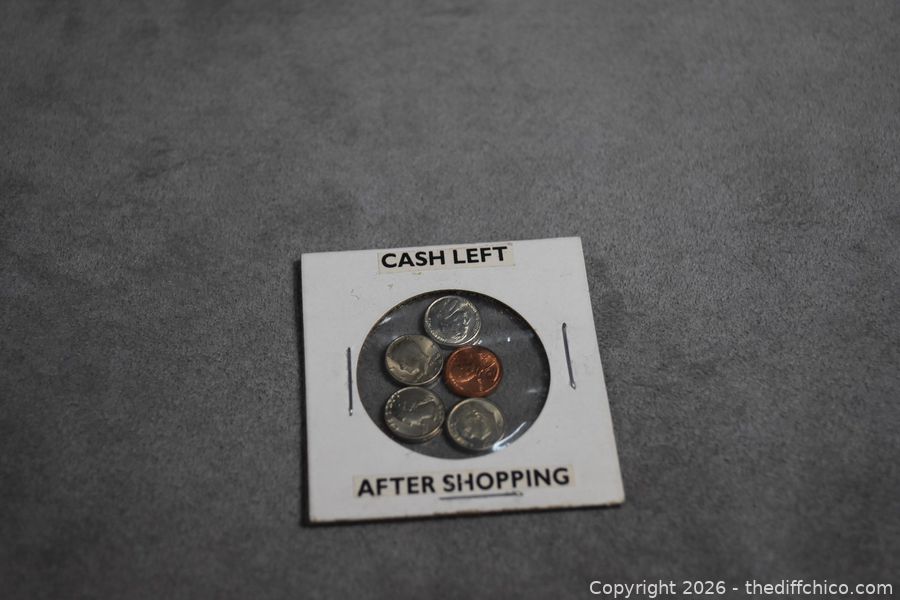 CASH LEFT
AFTER SHOPPING
Copyright 2026 - thediffchico.com